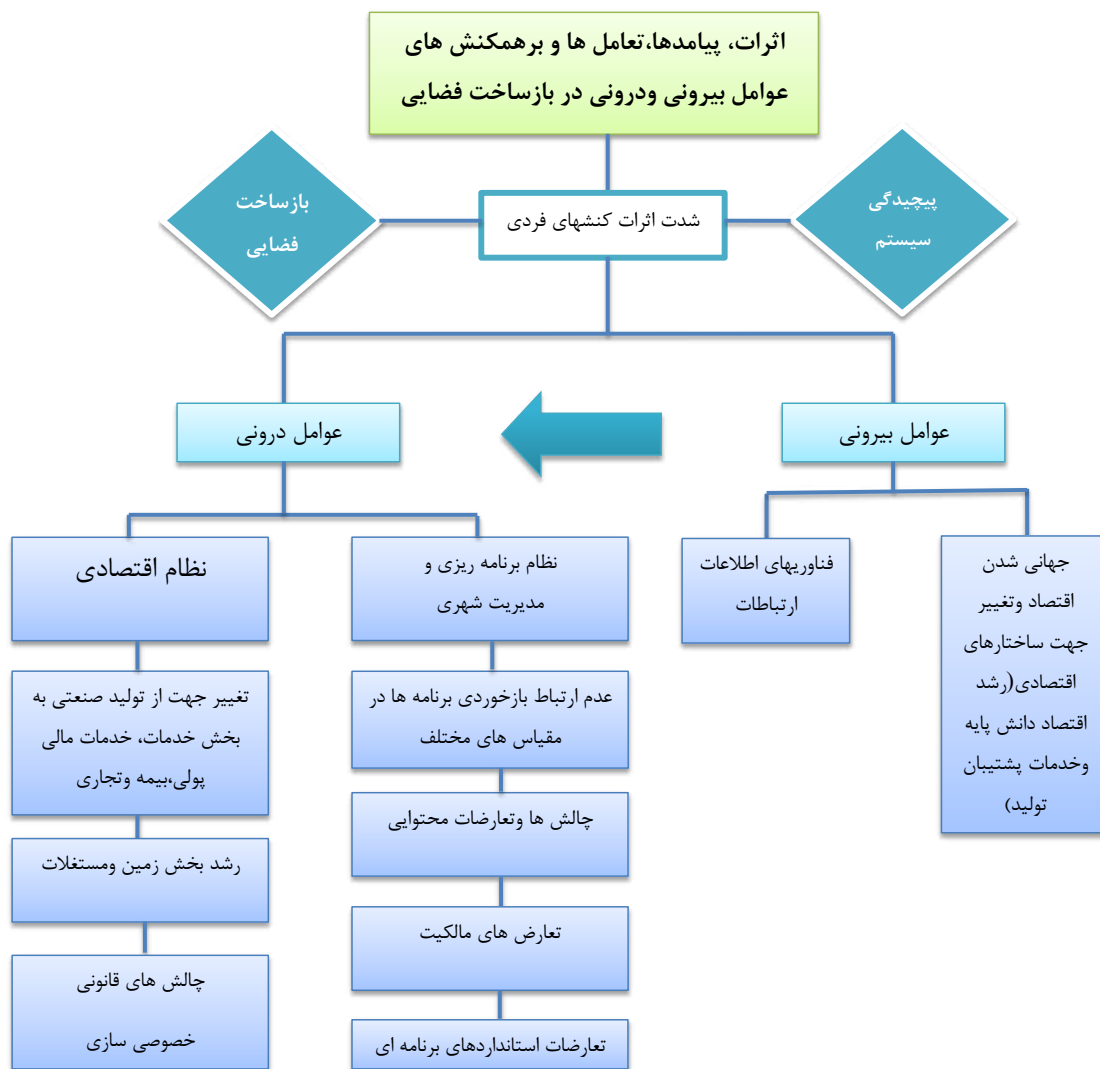 اثرات، پیامدها،تعامل ها و برهمکنش های
عوامل بیرونی ودرونی در بازساخت فضایی
پیچیدگی
سیستم
شدت اثرات کنشهای فردی
بازساخت
فضایی
عوامل بیرونی
عوامل درونی
جهانی شدن
اقتصاد وتغییر
جهت ساختارهای
اقتصادی(رشد
اقتصاد دانش پایه
وخدمات پشتیبان
تولید)
فناوریهای اطلاعات
ارتباطات
نظام برنامه ریزی و
مدیریت شهری
عدم ارتباط بازخوردی برنامه ها در
مقیاس های مختلف
چالش ها وتعارضات محتوایی
تعارض های مالکیت
تعارضات استانداردهای برنامه ای
نظام اقتصادی
تغییر جهت از تولید صنعتی به
بخش خدمات، خدمات مالی
پولی،بیمه وتجاری
رشد بخش زمین ومستغلات
چالش های قانونی
خصوصی سازی